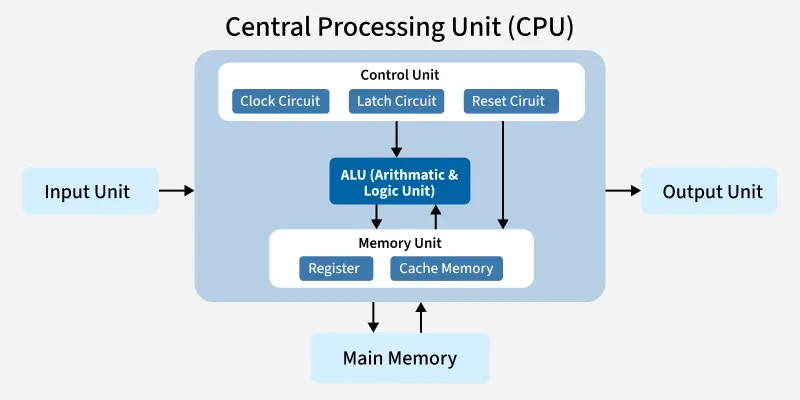 Central Processing Unit (CPU)
Control Unit
Clock Circuit
Latch Circuit
Reset Ciruit
ALU (Arithmatic &
Logic Unit)
Input Unit
Output Unit
Memory Unit
Register
Cache Memory
Main Memory